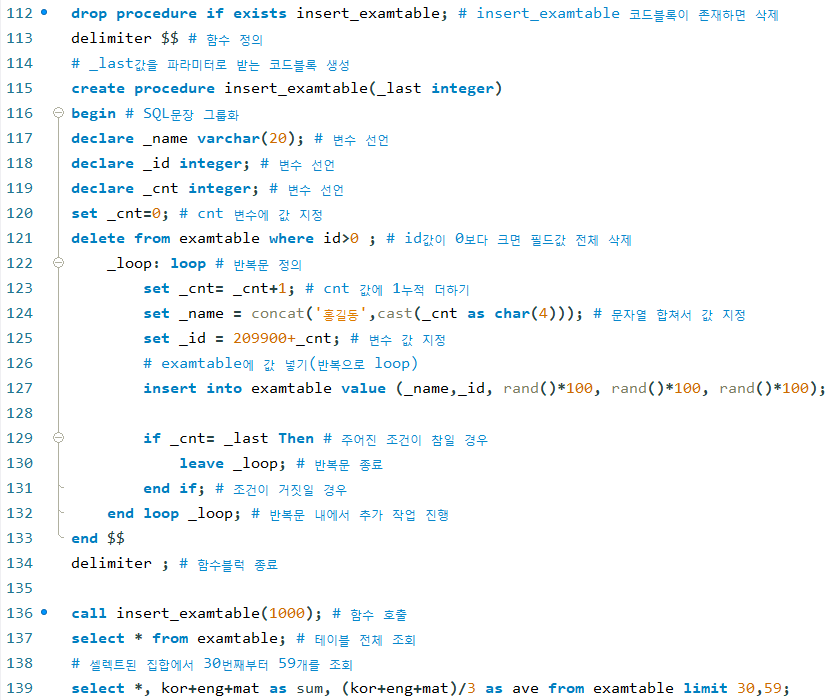 112 drop procedure if exists insert_examtable; # insert_examtable 코드블록이 존재하면 삭제
113 delimiter $$ # 함수 정의
114 # _last값을 파라미터로 받는 코드블록 생성
115 create procedure insert_examtable(_last integer)
116 begin # SQL문장 그룹화
117 declare _name varchar(20); # 변수 선언
118 declare _id integer; # 변수 선언
119 declare _cnt integer; # 변수 선언
120 set _cnt=0; # cnt 변수에 값 지정
121 delete from examtable where id>0 ; # id값이 0보다 크면 필드값 전체 삭제
122 _loop: loop # 반복문 정의
123 set _cnt= _cnt+1; # cnt 값에 1누적 더하기
124 set _name = concat('홍길동',cast(_cnt as char(4))); # 문자열 합쳐서 값 지정
125 set _id = 209900+_cnt; # 변수 값 지정
126 # examtable에 값 넣기(반복으로 loop)
127 insert into examtable value (_name,_id, rand()*100, rand()*100, rand()*100);
128
129 if _cnt= _last Then # 주어진 조건이 참일 경우
130 leave _loop; # 반복문 종료
131 end if; # 조건이 거짓일 경우
132 end loop _loop; # 반복문 내에서 추가 작업 진행
133 end $$
134 delimiter ; # 함수블럭 종료
135
136 call insert_examtable(1000); # 함수 호출
137 select * from examtable; # 테이블 전체 조회
138 # 셀렉트된 집합에서 30번째부터 59개를 조회
139 select *, kor+eng+mat as sum, (kor+eng+mat)/3 as ave from examtable limit 30,59;